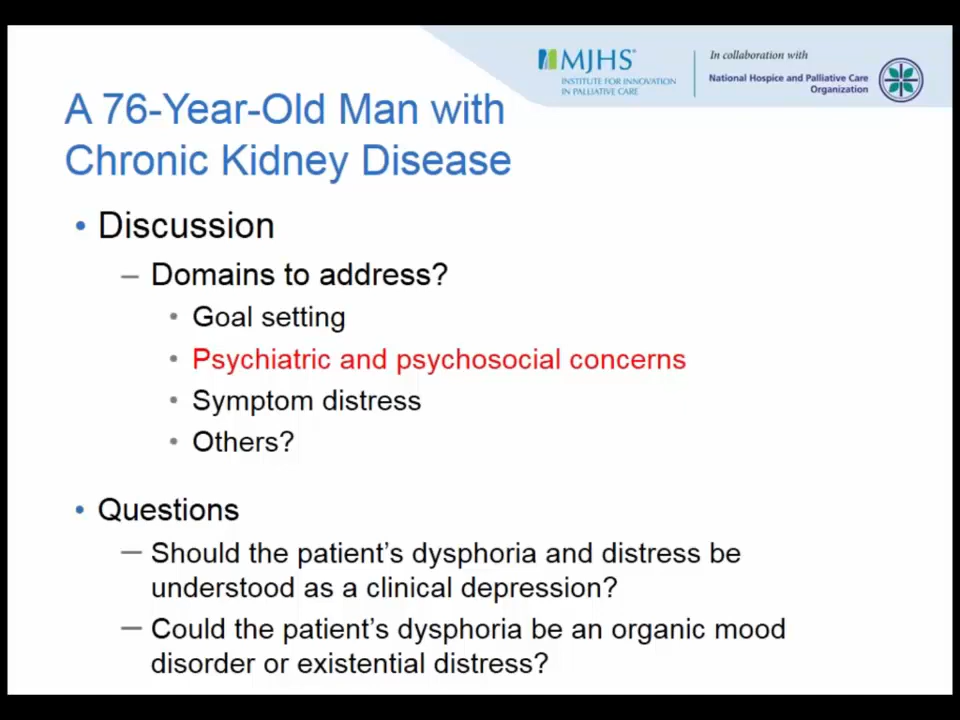 MJHS
INSTITUTE FOR INNOVATION
IN PALLIATIVE CARE
In collaboration with
National Hospice and Palliative Care
Organization
A 76-Year-Old Man with
Chronic Kidney Disease
• Discussion
– Domains to address?
• Goal setting
• Psychiatric and psychosocial concerns
• Symptom distress
• Others?
• Questions
– Should the patient’s dysphoria and distress be
understood as a clinical depression?
– Could the patient’s dysphoria be an organic mood
disorder or existential distress?